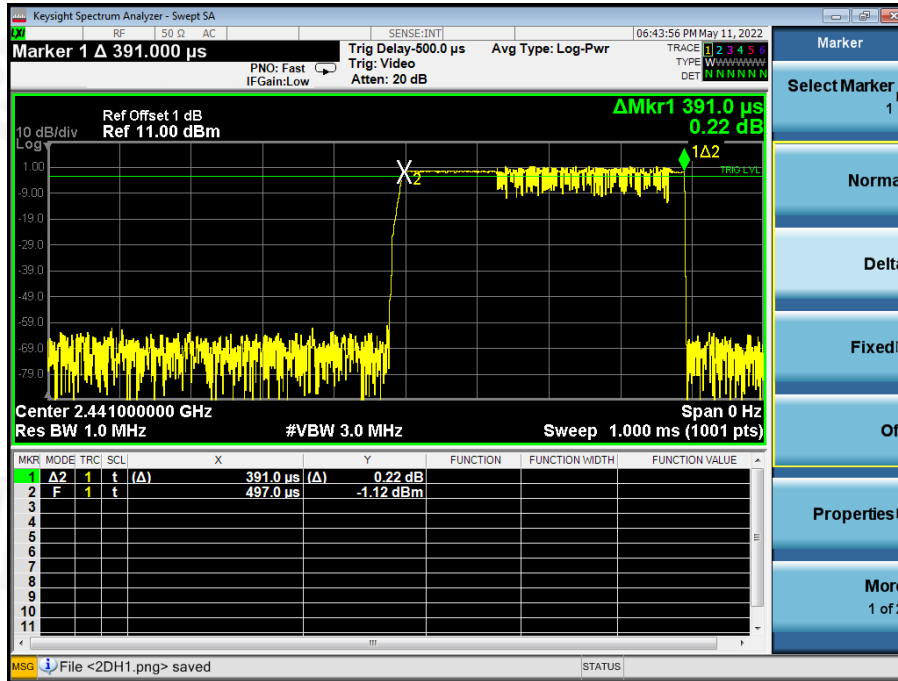 Keysight Spectrum Analyzer - Swept SA
LXI RF 50 Ω AC SENSE:INT 06:43:56 PM May 11, 2022
Marker 1 Δ 391.000 µs
PNO: Fast
IFGain:Low
Trig Delay-500.0 µs
Trig: Video
Atten: 20 dB
Avg Type: Log-Pwr
TRACE 1 2 3 4 5 6
TYPE WWWWWWW
DET N N N N N N
ΔMkr1 391.0 µs
0.22 dB
Ref Offset 1 dB
10 dB/div Ref 11.00 dBm
Log
1Δ2
1.00
TRIG LVL
X2
-9.00
-19.0
-29.0
-39.0
-49.0
-59.0
-69.0
-79.0
Center 2.441000000 GHz Span 0 Hz
Res BW 1.0 MHz #VBW 3.0 MHz Sweep 1.000 ms (1001 pts)
MKR MODE TRC SCL X Y FUNCTION FUNCTION WIDTH FUNCTION VALUE
1 Δ2 1 t (Δ) 391.0 µs (Δ) 0.22 dB
2 F 1 t 497.0 µs -1.12 dBm
3
4
5
6
7
8
9
10
11
MSG File <2DH1.png> saved STATUS
Marker
Select Marker
1
Norma
Delta
Fixed
Of
Properties
More
1 of 2